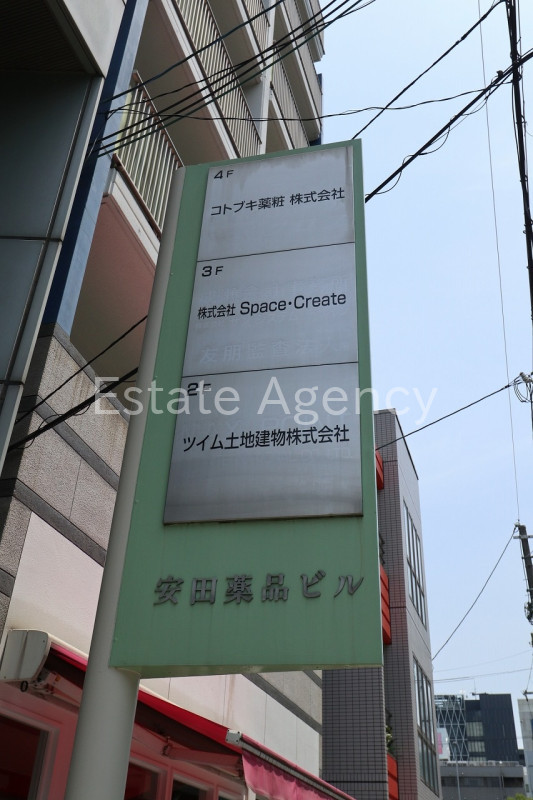 4F
コトブキ薬粧 株式会社
3F
株式会社 Space・Create
Estate Agency
2F
ツイム土地建物株式会社
安田薬品ビル